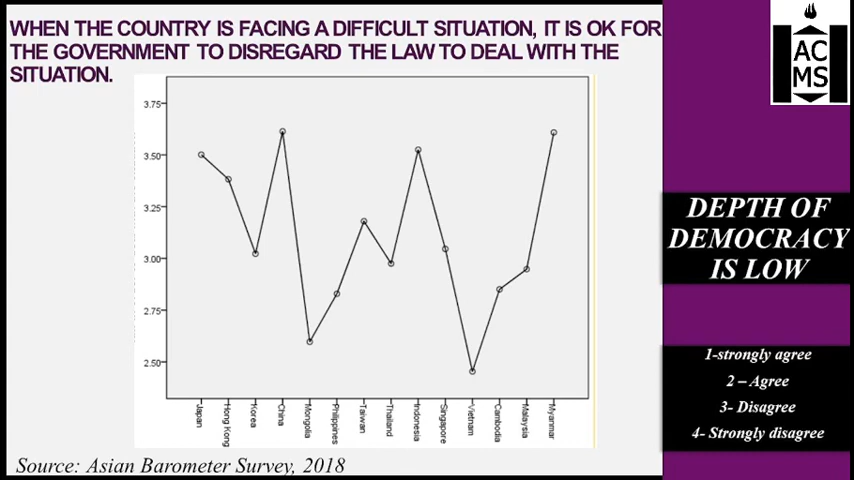 WHEN THE COUNTRY IS FACING A DIFFICULT SITUATION, IT IS OK FOR
THE GOVERNMENT TO DISREGARD THE LAW TO DEAL WITH THE
SITUATION.
AC
MS
3.75
3.50
3.25
3.00
2.75
2.50
Japan
Hong Kong
Korea
China
Mongolia
Philippines
Taiwan
Thailand
Indonesia
Singapore
Vietnam
Cambodia
Malaysia
Myanmar
Source: Asian Barometer Survey, 2018
DEPTH OF
DEMOCRACY
IS LOW
1-strongly agree
2 – Agree
3- Disagree
4- Strongly disagree